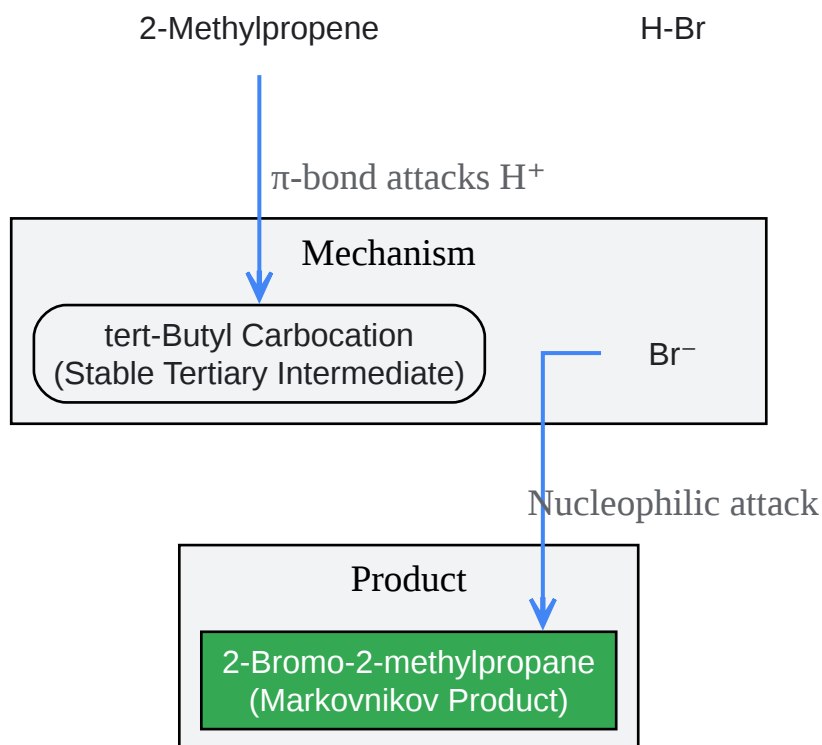 2-Methylpropene
H-Br
π-bond attacks H⁺
Mechanism
tert-Butyl Carbocation
(Stable Tertiary Intermediate)
Br⁻
Nucleophilic attack
Product
2-Bromo-2-methylpropane
(Markovnikov Product)